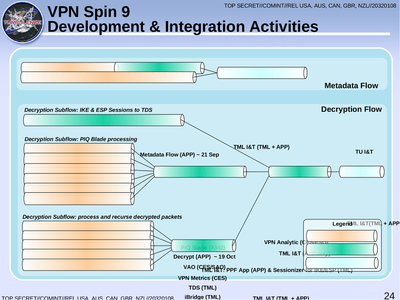 TOP SECRET//COMINT//REL USA, AUS, CAN, GBR, NZL//20320108
VPN Spin 9
Development & Integration Activities
Metadata Flow
Decryption Flow
Decryption Subflow: IKE & ESP Sessions to TDS
Decryption Subflow: PIQ Blade processing
TML I&T (TML + APP)
TU I&T
Metadata Flow (APP) ~ 21 Sep
Decryption Subflow: process and recurse decrypted packets
Legend
TML I&T(TML + APP
VPN Analytic
PIQ Blade
TML I&T
Decrypt (APP) ~ 19 Oct
VAO (CES/SAO)
TML I&T: PPF App (APP) & Sessionizer
VPN Metrics (CES)
TDS (TML)
iBridge (TML)
TML I&T (TML + APP)
TOP SECRET//COMINT//REL USA, AUS, CAN, GBR, NZL//20320108
24